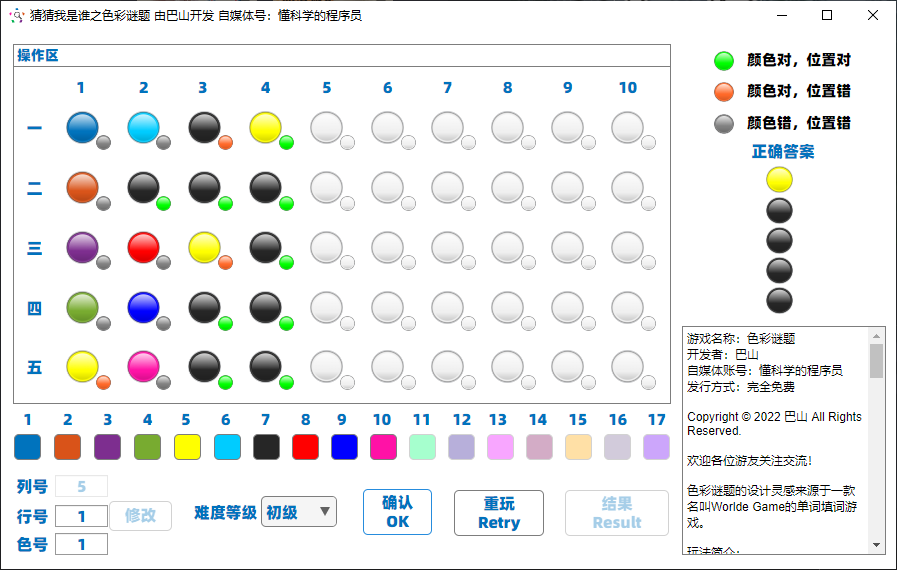 猜猜我是谁之色彩谜题 由巴山开发 自媒体号：懂科学的程序员
操作区
1 2 3 4 5 6 7 8 9 10
一
二
三
四
五
1 2 3 4 5 6 7 8 9 10 11 12 13 14 15 16 17
列号 5
行号 1 修改
色号 1
难度等级 初级
确认
OK
重玩
Retry
结果
Result
颜色对，位置对
颜色对，位置错
颜色错，位置错
正确答案
游戏名称：色彩谜题
开发者：巴山
自媒体账号：懂科学的程序员
发行方式：完全免费
Copyright © 2022 巴山 All Rights
Reserved.
欢迎各位游友关注交流！
色彩谜题的设计灵感来源于一款
名叫Worlde Game的单词填词游
戏。
玩法简介：